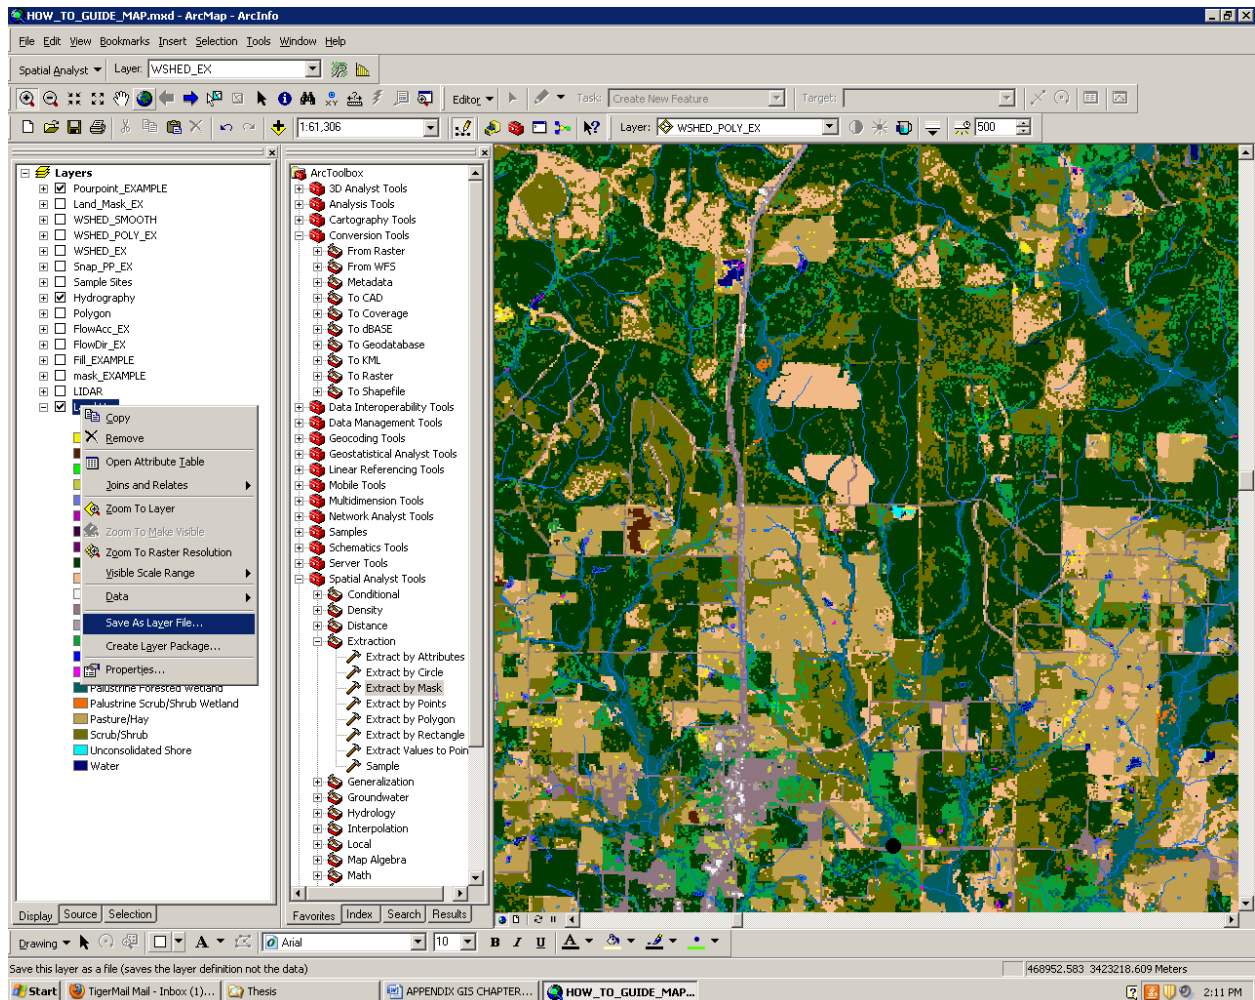 HOW_TO_GUIDE_MAP.mxd - ArcMap - ArcInfo
File Edit View Bookmarks Insert Selection Tools Window Help
Spatial Analyst Layer: WSHED_EX
Editor Task: Create New Feature Target:
1:61,306 Layer: WSHED_POLY_EX 500
Layers
Pourpoint_EXAMPLE
Land_Mask_EX
WSHED_SMOOTH
WSHED_POLY_EX
WSHED_EX
Snap_PP_EX
Sample Sites
Hydrography
Polygon
FlowAcc_EX
FlowDir_EX
Fill_EXAMPLE
mask_EXAMPLE
LIDAR
Copy
Remove
Open Attribute Table
Joins and Relates
Zoom To Layer
Zoom To Make Visible
Zoom To Raster Resolution
Visible Scale Range
Data
Save As Layer File...
Create Layer Package...
Properties...
Palustrine Forested Wetland
Palustrine Scrub/Shrub Wetland
Pasture/Hay
Scrub/Shrub
Unconsolidated Shore
Water
Display Source Selection
ArcToolbox
3D Analyst Tools
Analysis Tools
Cartography Tools
Conversion Tools
From Raster
From WFS
Metadata
To CAD
To Coverage
To dBASE
To Geodatabase
To KML
To Raster
To Shapefile
Data Interoperability Tools
Data Management Tools
Geocoding Tools
Geostatistical Analyst Tools
Linear Referencing Tools
Mobile Tools
Multidimension Tools
Network Analyst Tools
Samples
Schematics Tools
Server Tools
Spatial Analyst Tools
Conditional
Density
Distance
Extraction
Extract by Attributes
Extract by Circle
Extract by Mask
Extract by Points
Extract by Polygon
Extract by Rectangle
Extract Values to Poin
Sample
Generalization
Groundwater
Hydrology
Interpolation
Local
Map Algebra
Math
Favorites Index Search Results
Drawing A Arial 10 B I U A
Save this layer as a file (saves the layer definition not the data) 468952.583 3423218.609 Meters
Start TigerMail Mail - Inbox (1)... Thesis APPENDIX GIS CHAPTER... HOW_TO_GUIDE_MAP... 2:11 PM